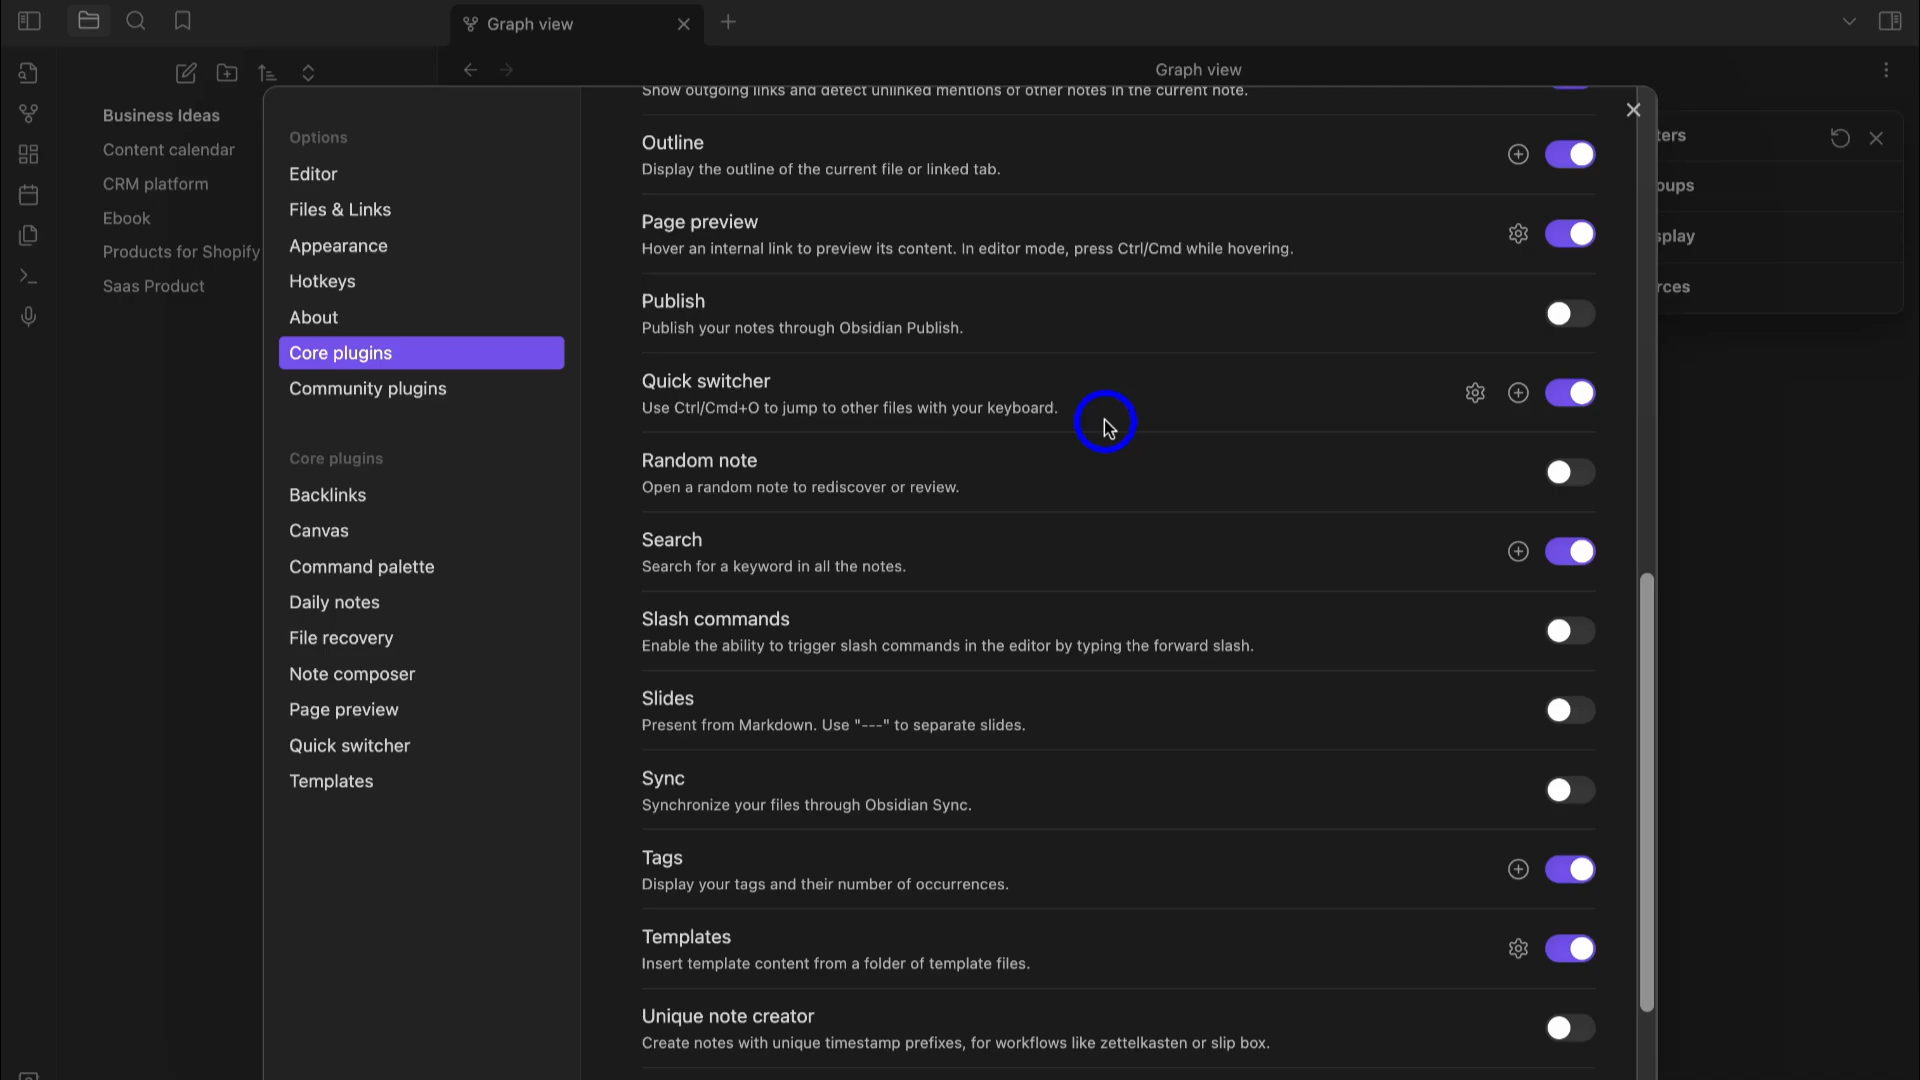 Graph view
Graph view
Business Ideas
Content calendar
CRM platform
Ebook
Products for Shopify
Saas Product
Options
Editor
Files & Links
Appearance
Hotkeys
About
Core plugins
Community plugins
Core plugins
Backlinks
Canvas
Command palette
Daily notes
File recovery
Note composer
Page preview
Quick switcher
Templates
Show outgoing links and detect unlinked mentions of other notes in the current note.
Outline
Display the outline of the current file or linked tab.
Page preview
Hover an internal link to preview its content. In editor mode, press Ctrl/Cmd while hovering.
Publish
Publish your notes through Obsidian Publish.
Quick switcher
Use Ctrl/Cmd+O to jump to other files with your keyboard.
Random note
Open a random note to rediscover or review.
Search
Search for a keyword in all the notes.
Slash commands
Enable the ability to trigger slash commands in the editor by typing the forward slash.
Slides
Present from Markdown. Use "---" to separate slides.
Sync
Synchronize your files through Obsidian Sync.
Tags
Display your tags and their number of occurrences.
Templates
Insert template content from a folder of template files.
Unique note creator
Create notes with unique timestamp prefixes, for workflows like zettelkasten or slip box.
ters
oups
splay
rces